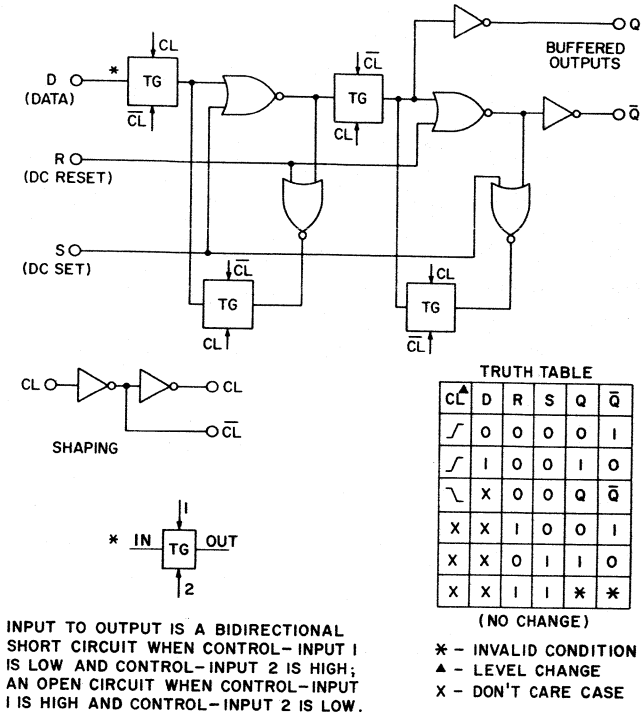 CL
C̅L̅
D
(DATA)
*
TG
C̅L̅
CL
TG
CL
Q
BUFFERED
OUTPUTS
Q̅
R
(DC RESET)
S
(DC SET)
C̅L̅
TG
CL
CL
TG
C̅L̅
CL
CL
C̅L̅
SHAPING
TRUTH TABLE
CL▲ D R S Q Q̅
0 0 0 0 1
1 0 0 1 0
X 0 0 Q Q̅
X X 1 0 0 1
X X 0 1 1 0
X X 1 1 * *
(NO CHANGE)
* - INVALID CONDITION
▲ - LEVEL CHANGE
X - DON'T CARE CASE
1
* IN TG OUT
2
INPUT TO OUTPUT IS A BIDIRECTIONAL
SHORT CIRCUIT WHEN CONTROL-INPUT 1
IS LOW AND CONTROL-INPUT 2 IS HIGH;
AN OPEN CIRCUIT WHEN CONTROL-INPUT
1 IS HIGH AND CONTROL-INPUT 2 IS LOW.